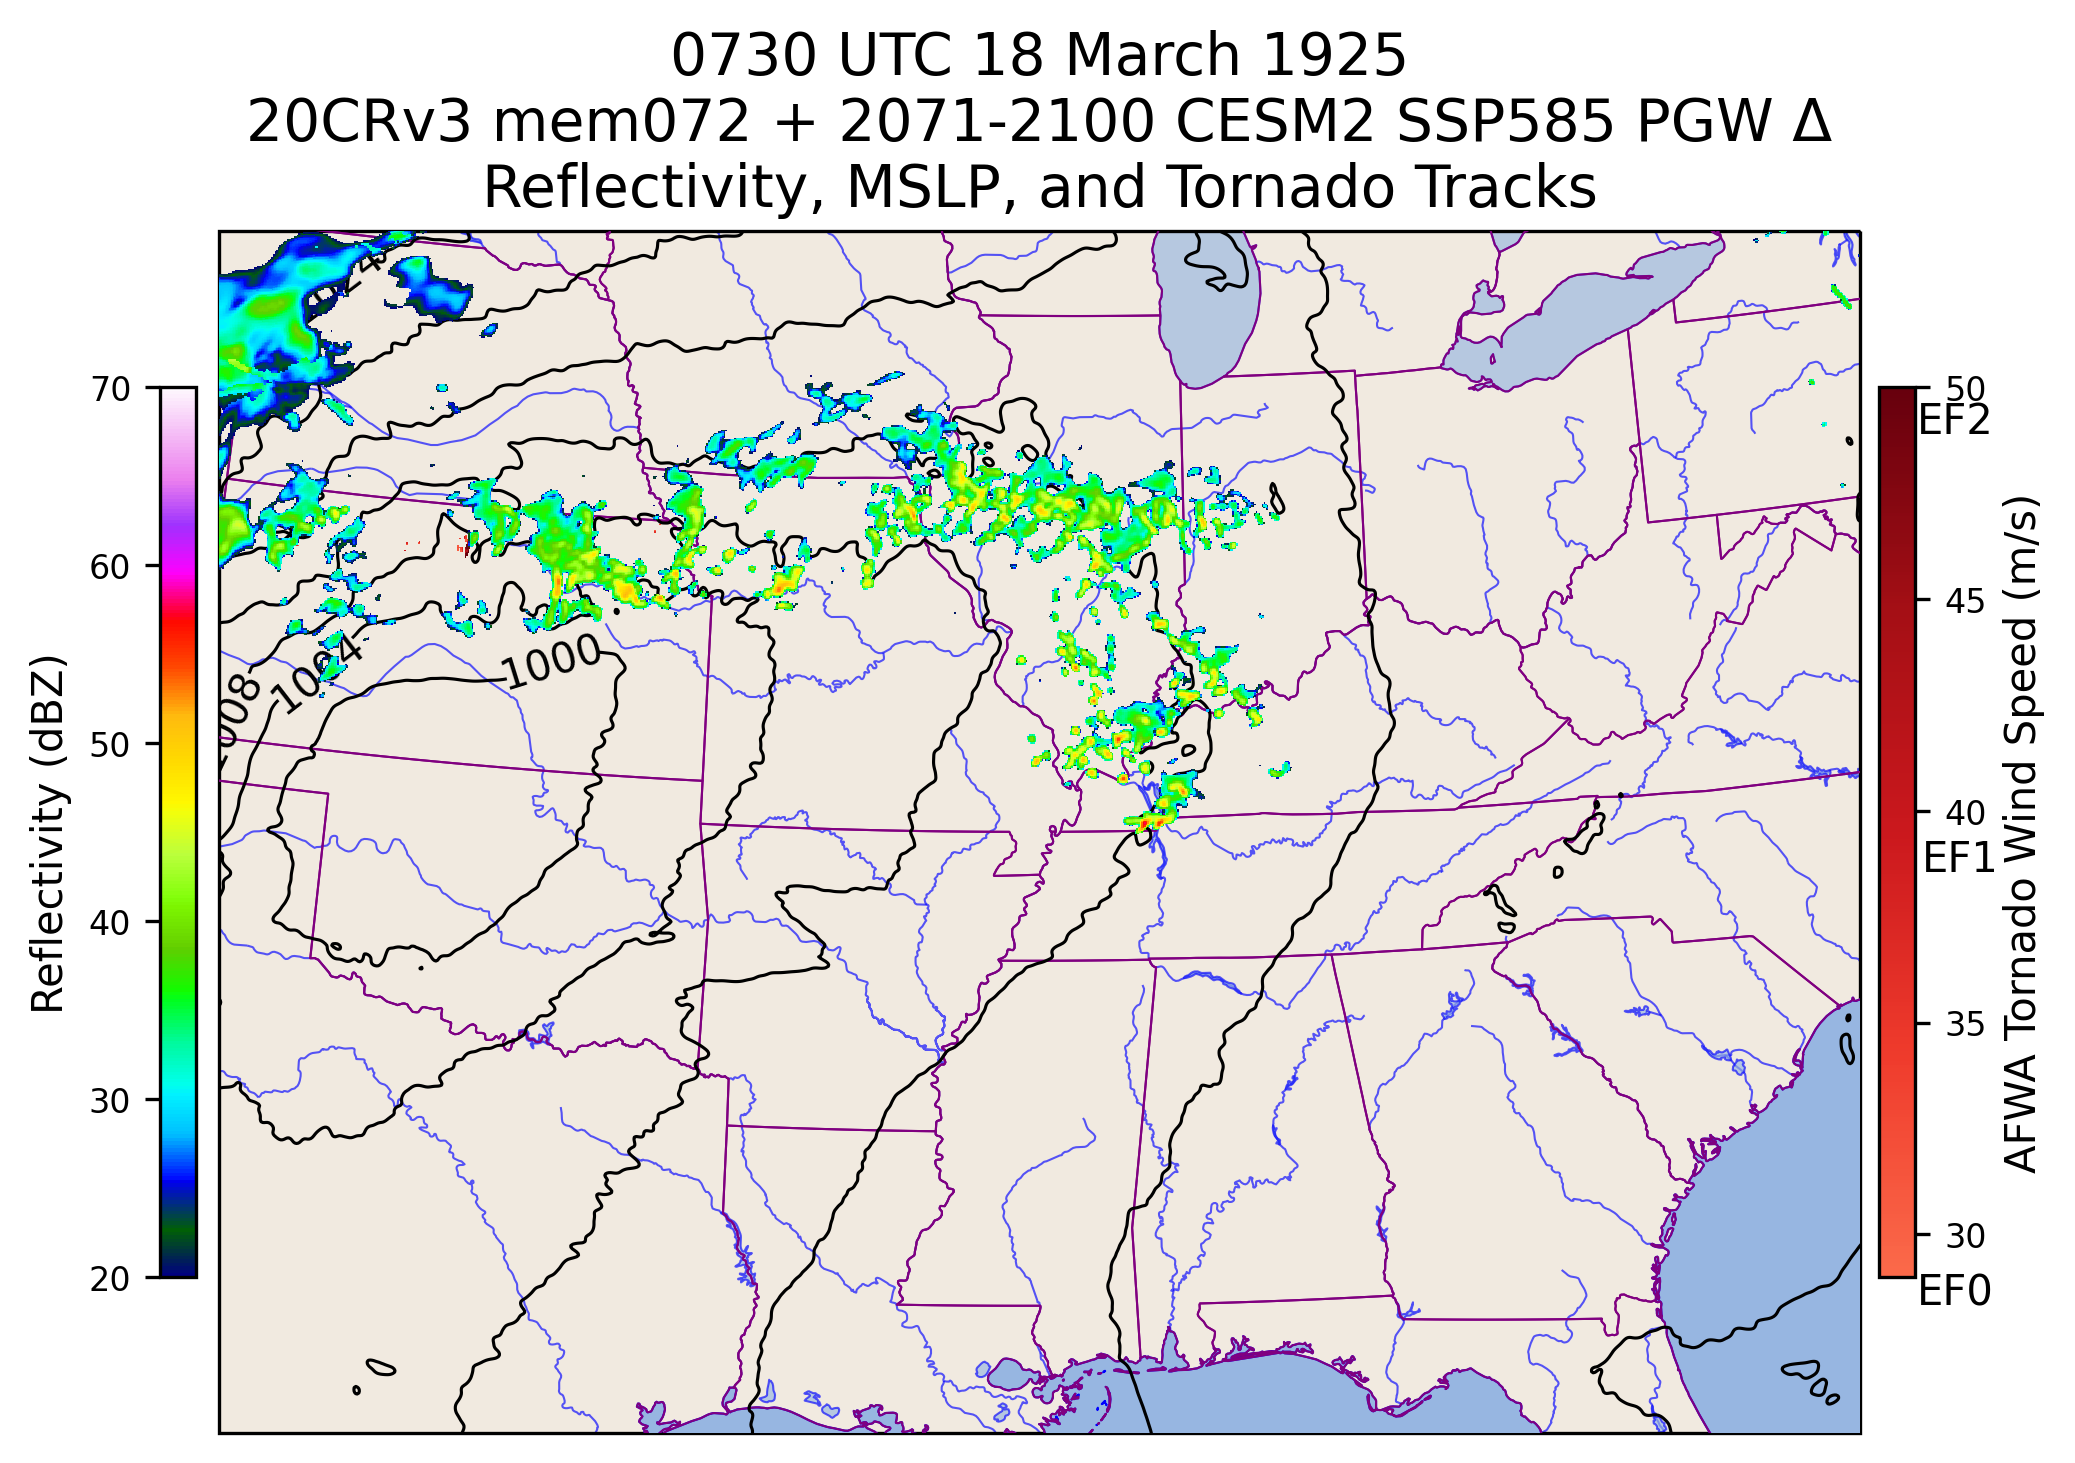 0730 UTC 18 March 1925
20CRv3 mem072 + 2071-2100 CESM2 SSP585 PGW Δ
Reflectivity, MSLP, and Tornado Tracks
70
60
50
40
30
20
Reflectivity (dBZ)
1004
1000
50
EF2
45
40
EF1
35
30
EF0
AFWA Tornado Wind Speed (m/s)